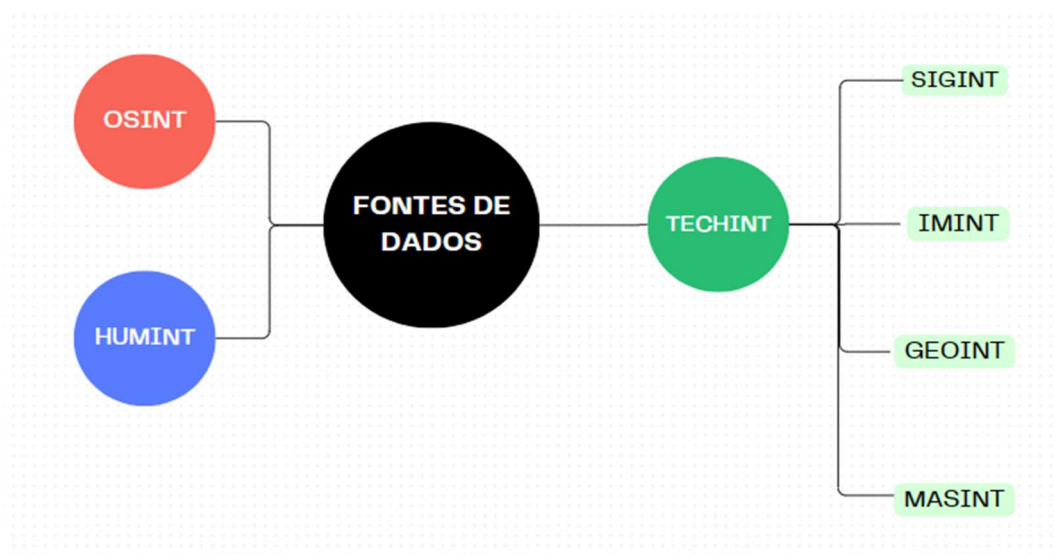 OSINT
HUMINT
FONTES DE
DADOS
TECHINT
SIGINT
IMINT
GEOINT
MASINT